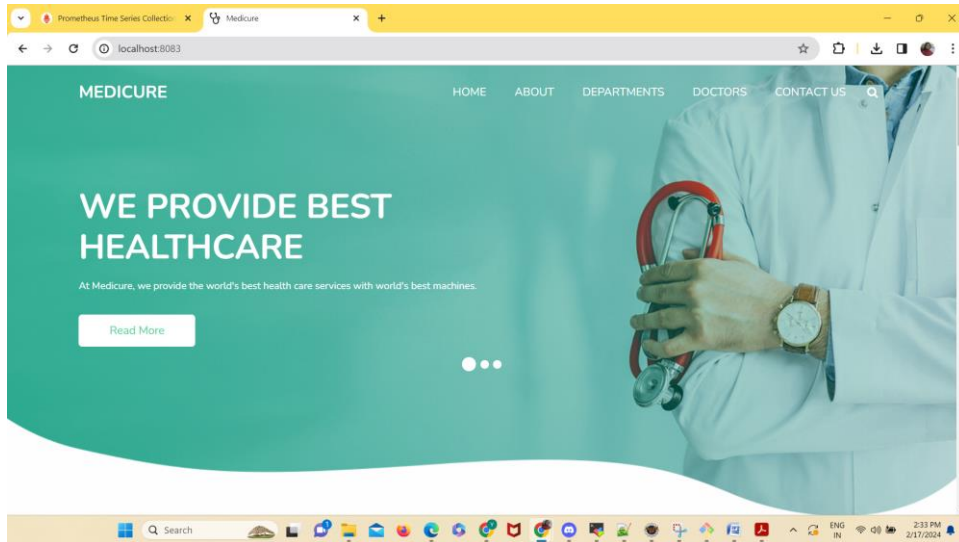 Prometheus Time Series Collectio
Medicure
localhost:8083
MEDICURE
HOME ABOUT DEPARTMENTS DOCTORS CONTACT US
WE PROVIDE BEST
HEALTHCARE
At Medicure, we provide the world's best health care services with world's best machines.
Read More
Search
ENG
IN
2:33 PM
2/17/2024